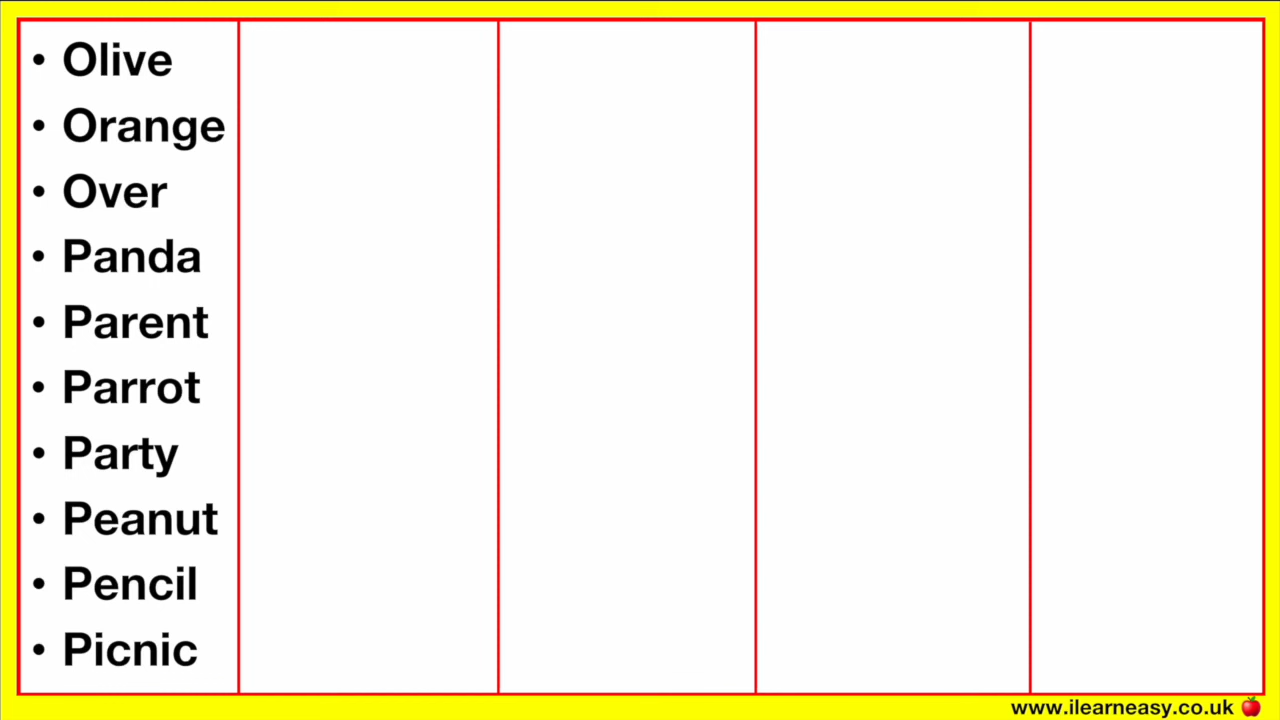 • Olive
• Orange
• Over
• Panda
• Parent
• Parrot
• Party
• Peanut
• Pencil
• Picnic
www.ilearneasy.co.uk